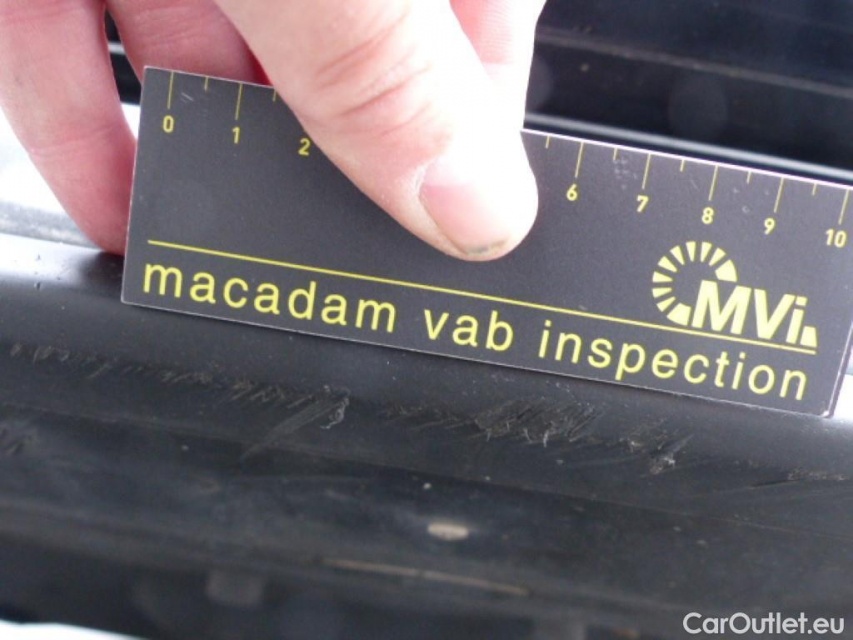 0 1 2 6 7 8 9 10
MVi
macadam vab inspection
CarOutlet.eu